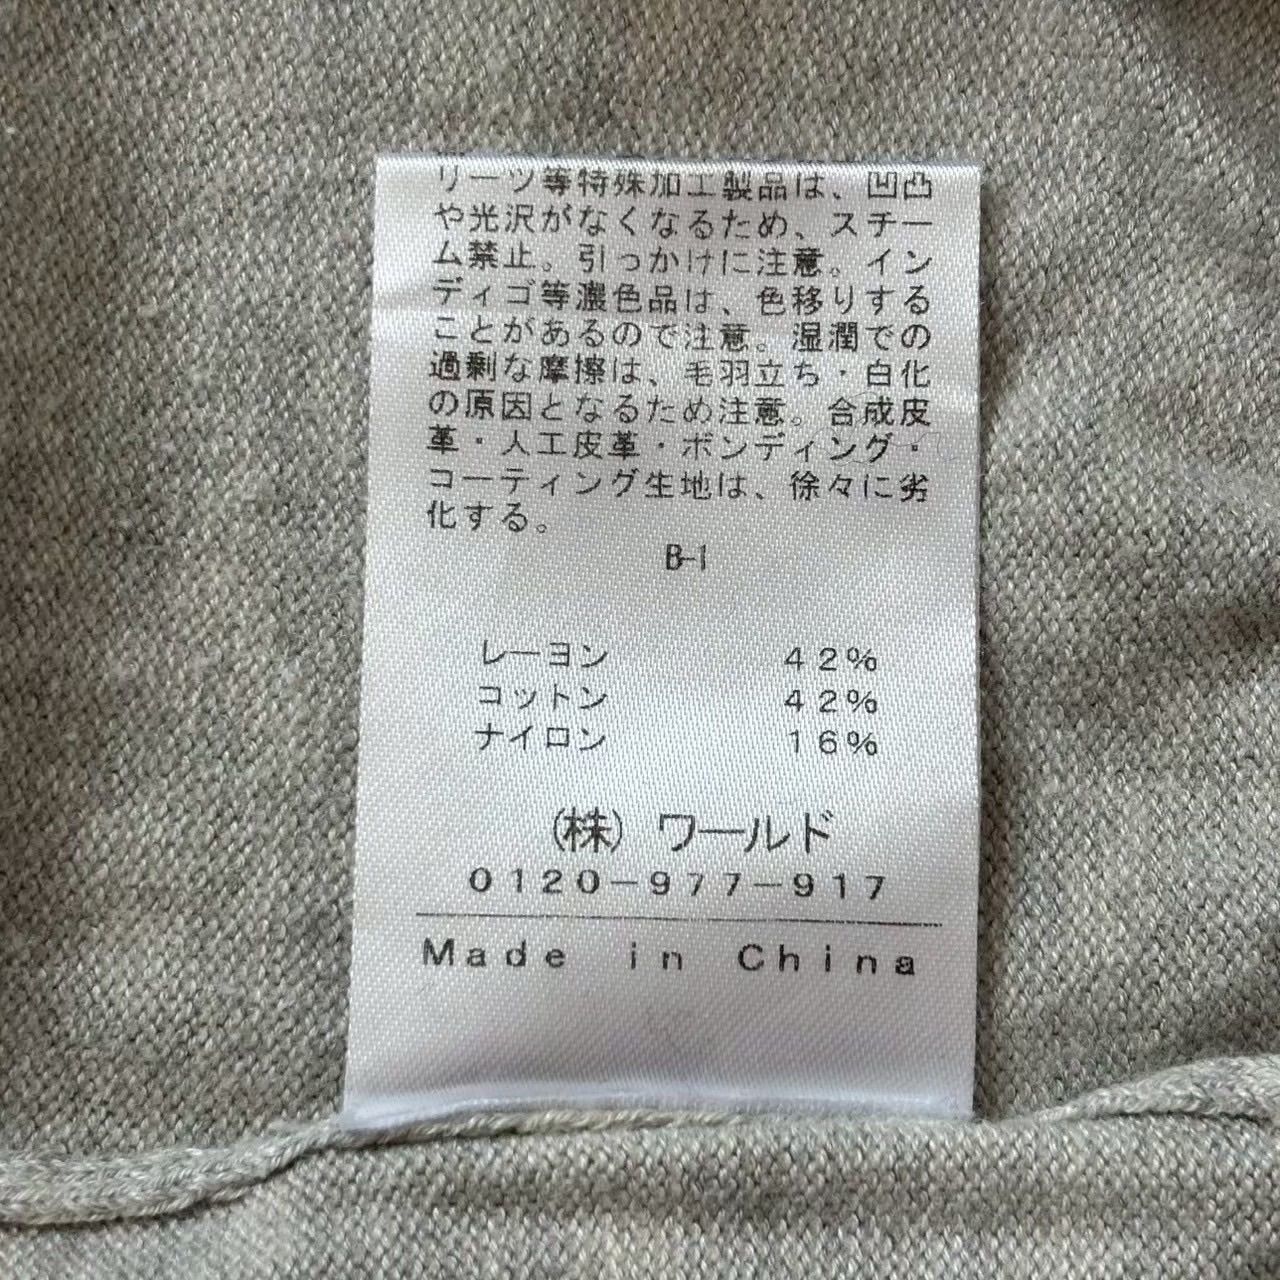 リーツ等特殊加工製品は、凹凸
や光沢がなくなるため、スチー
ム禁止。引っかけに注意。イン
ディゴ等濃色品は、色移りする
ことがあるので注意。湿潤での
過剰な摩擦は、毛羽立ち・白化
の原因となるため注意。合成皮
革・人工皮革・ボンディング・
コーティング生地は、徐々に劣
化する。
B-1
レーヨン 42%
コットン 42%
ナイロン 16%
(株)ワールド
0120-977-917
Made in China